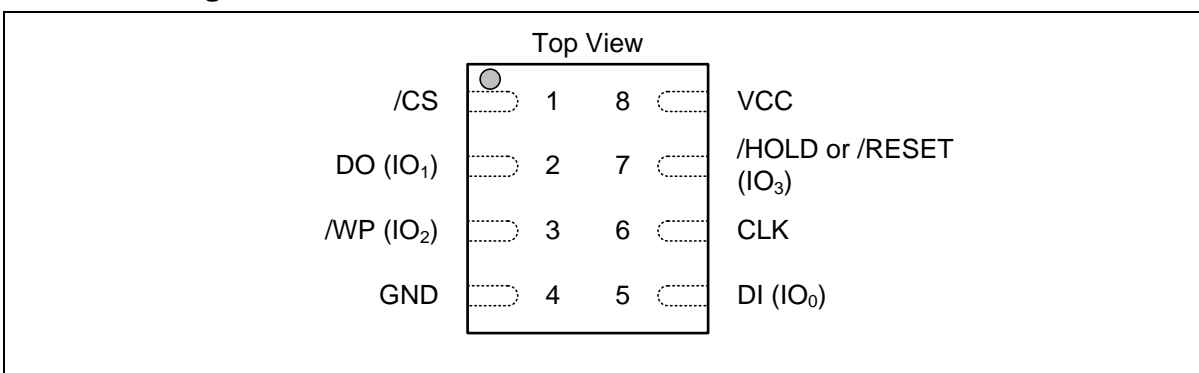 Top View
/CS 1 8 VCC
DO (IO₁) 2 7 /HOLD or /RESET
(IO₃)
/WP (IO₂) 3 6 CLK
GND 4 5 DI (IO₀)